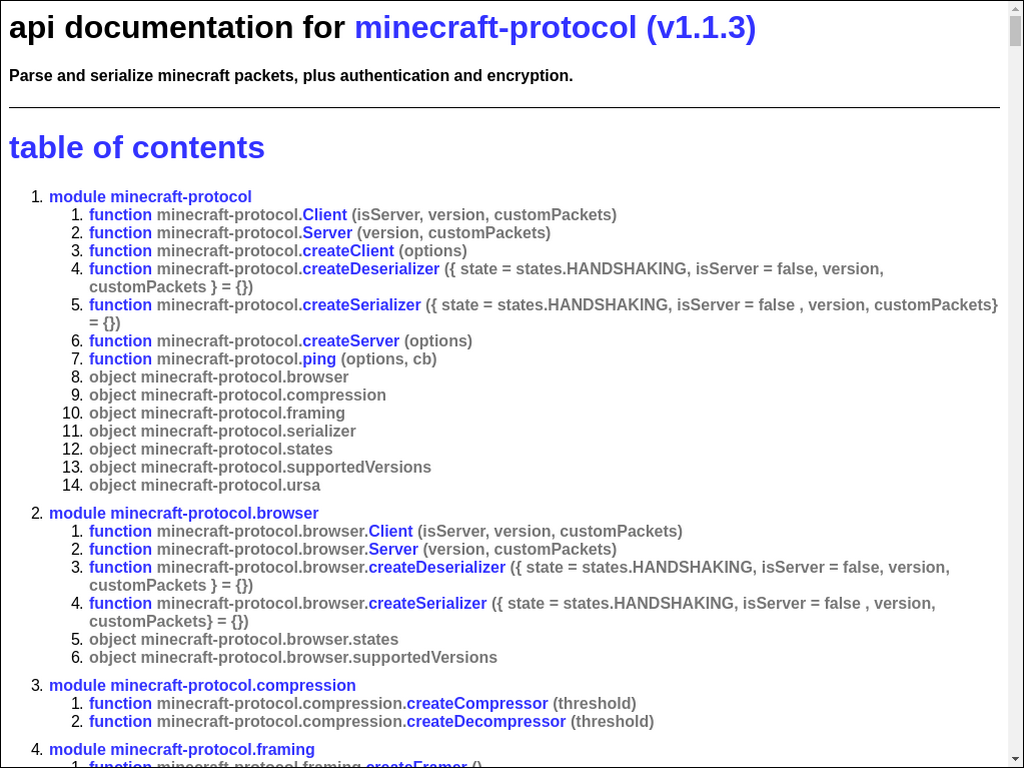 api documentation for minecraft-protocol (v1.1.3)
Parse and serialize minecraft packets, plus authentication and encryption.
table of contents
1. module minecraft-protocol
1. function minecraft-protocol.Client (isServer, version, customPackets)
2. function minecraft-protocol.Server (version, customPackets)
3. function minecraft-protocol.createClient (options)
4. function minecraft-protocol.createDeserializer ({ state = states.HANDSHAKING, isServer = false, version,
customPackets } = {})
5. function minecraft-protocol.createSerializer ({ state = states.HANDSHAKING, isServer = false , version, customPackets}
= {})
6. function minecraft-protocol.createServer (options)
7. function minecraft-protocol.ping (options, cb)
8. object minecraft-protocol.browser
9. object minecraft-protocol.compression
10. object minecraft-protocol.framing
11. object minecraft-protocol.serializer
12. object minecraft-protocol.states
13. object minecraft-protocol.supportedVersions
14. object minecraft-protocol.ursa
2. module minecraft-protocol.browser
1. function minecraft-protocol.browser.Client (isServer, version, customPackets)
2. function minecraft-protocol.browser.Server (version, customPackets)
3. function minecraft-protocol.browser.createDeserializer ({ state = states.HANDSHAKING, isServer = false, version,
customPackets } = {})
4. function minecraft-protocol.browser.createSerializer ({ state = states.HANDSHAKING, isServer = false , version,
customPackets} = {})
5. object minecraft-protocol.browser.states
6. object minecraft-protocol.browser.supportedVersions
3. module minecraft-protocol.compression
1. function minecraft-protocol.compression.createCompressor (threshold)
2. function minecraft-protocol.compression.createDecompressor (threshold)
4. module minecraft-protocol.framing
1. function minecraft-protocol.framing.createFramer ()